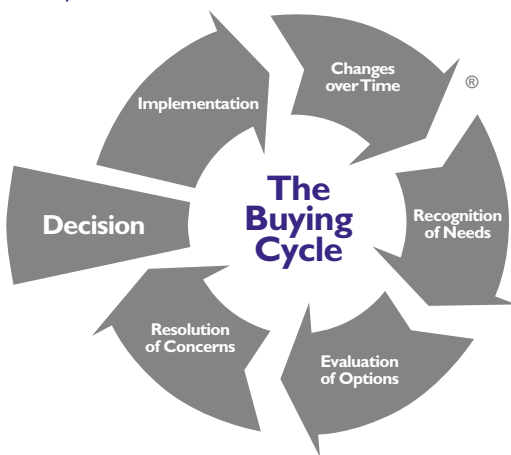 The
Buying
Cycle
Changes
over Time
®
Recognition
of Needs
Evaluation
of Options
Resolution
of Concerns
Decision
Implementation